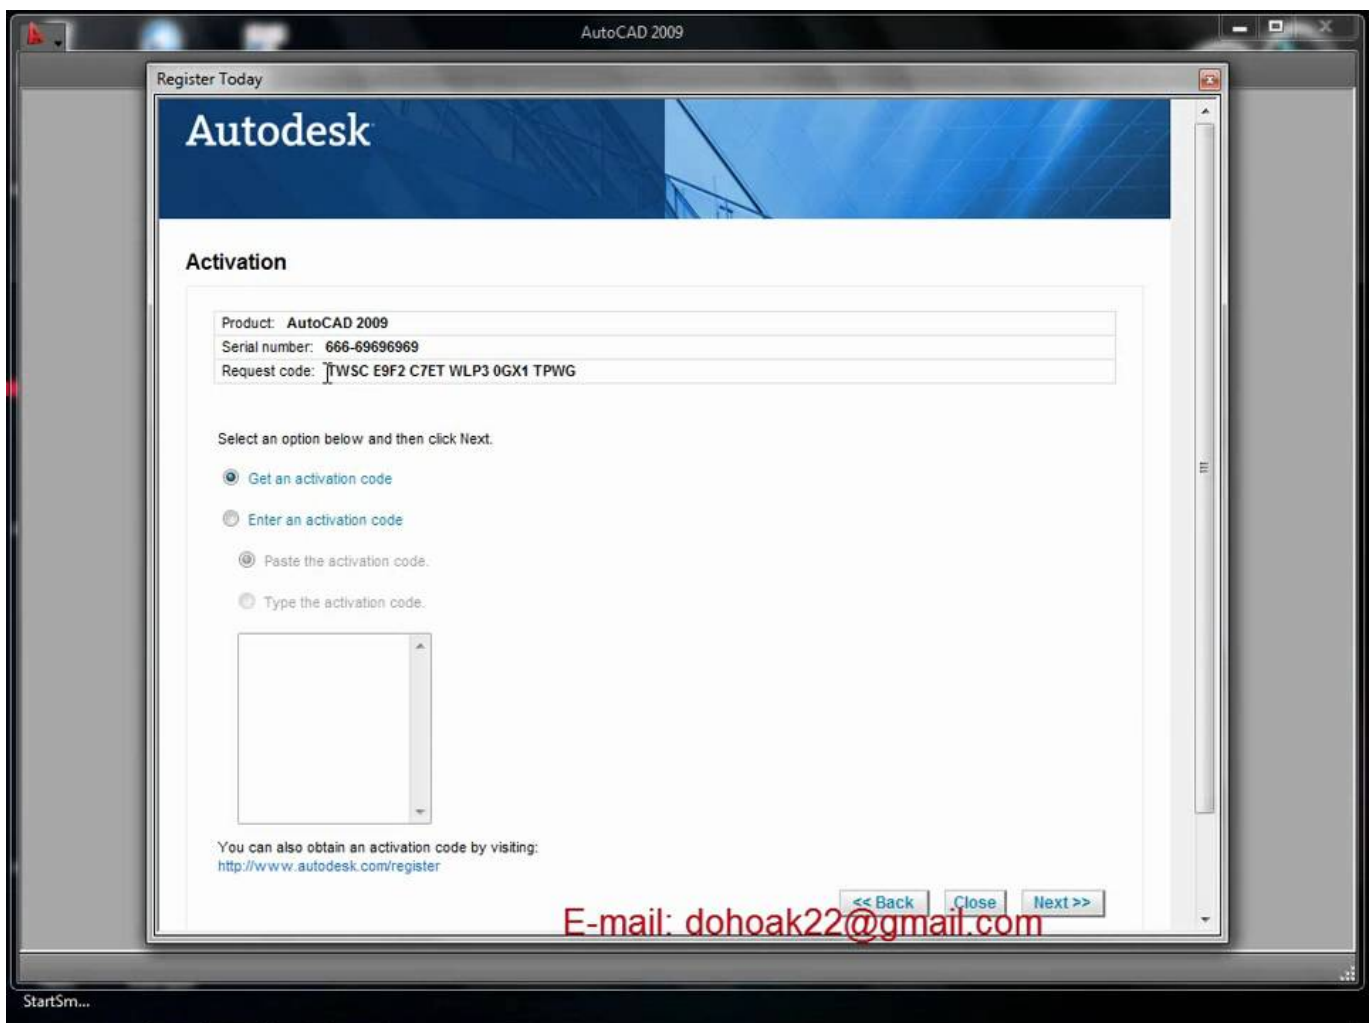 AutoCAD 2009
Register Today
Autodesk
Activation
Product: AutoCAD 2009
Serial number: 666-69696969
Request code: TWSC E9F2 C7ET WLP3 0GX1 TPWG
Select an option below and then click Next.
Get an activation code
Enter an activation code
Paste the activation code.
Type the activation code.
You can also obtain an activation code by visiting:
http://www.autodesk.com/register
<< Back Close Next >>
E-mail: dohoak22@gmail.com
StartSm...